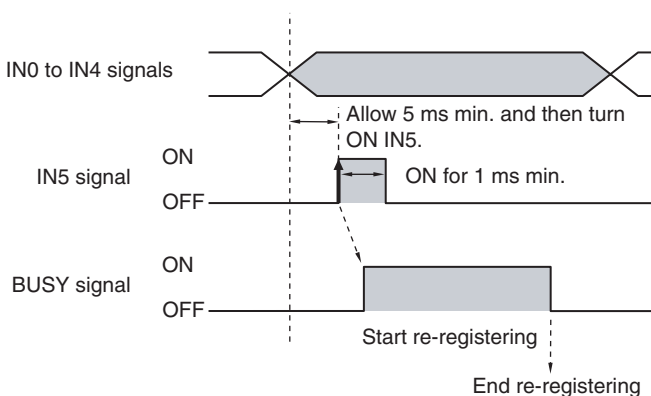 IN0 to IN4 signals
Allow 5 ms min. and then turn
ON IN5.
ON
IN5 signal
ON for 1 ms min.
OFF
ON
BUSY signal
OFF
Start re-registering
End re-registering